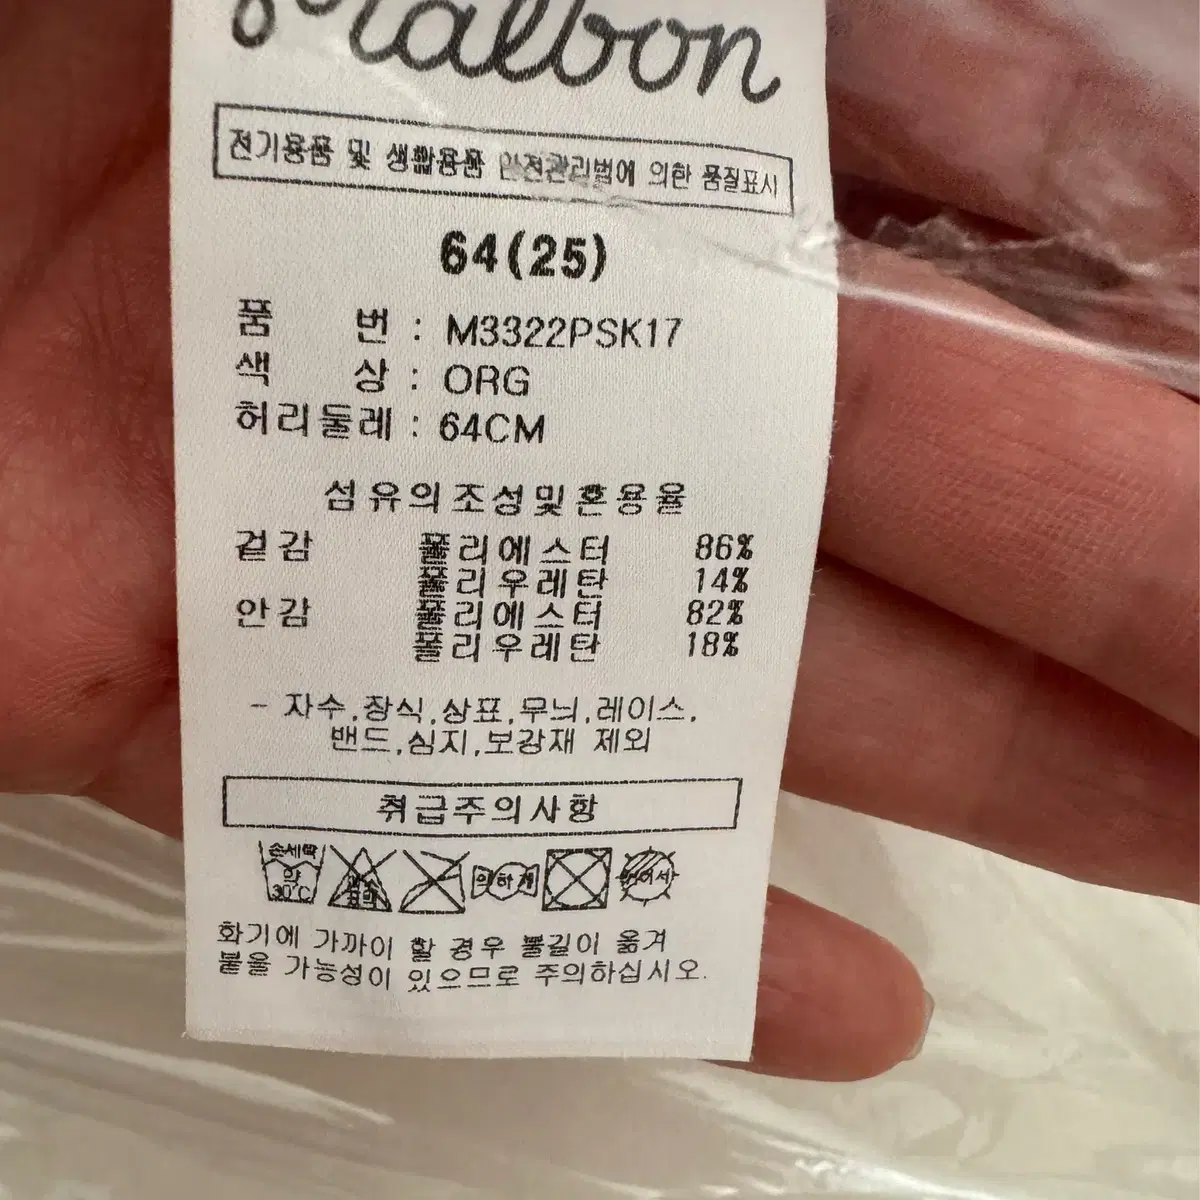 Malbon
전기용품 및 생활용품 안전관리법에 의한 품질표시
64(25)
품 번 : M3322PSK17
색 상 : ORG
허리둘레 : 64CM
섬유의조성및혼용율
겉감 폴리에스터 86%
폴리우레탄 14%
안감 폴리에스터 82%
폴리우레탄 18%
- 자수,장식,상표,무늬,레이스,
밴드,심지,보강재 제외
취급주의사항
손세탁 약 30℃ 약하게
화기에 가까이 할 경우 불길이 옮겨
붙을 가능성이 있으므로 주의하십시오.